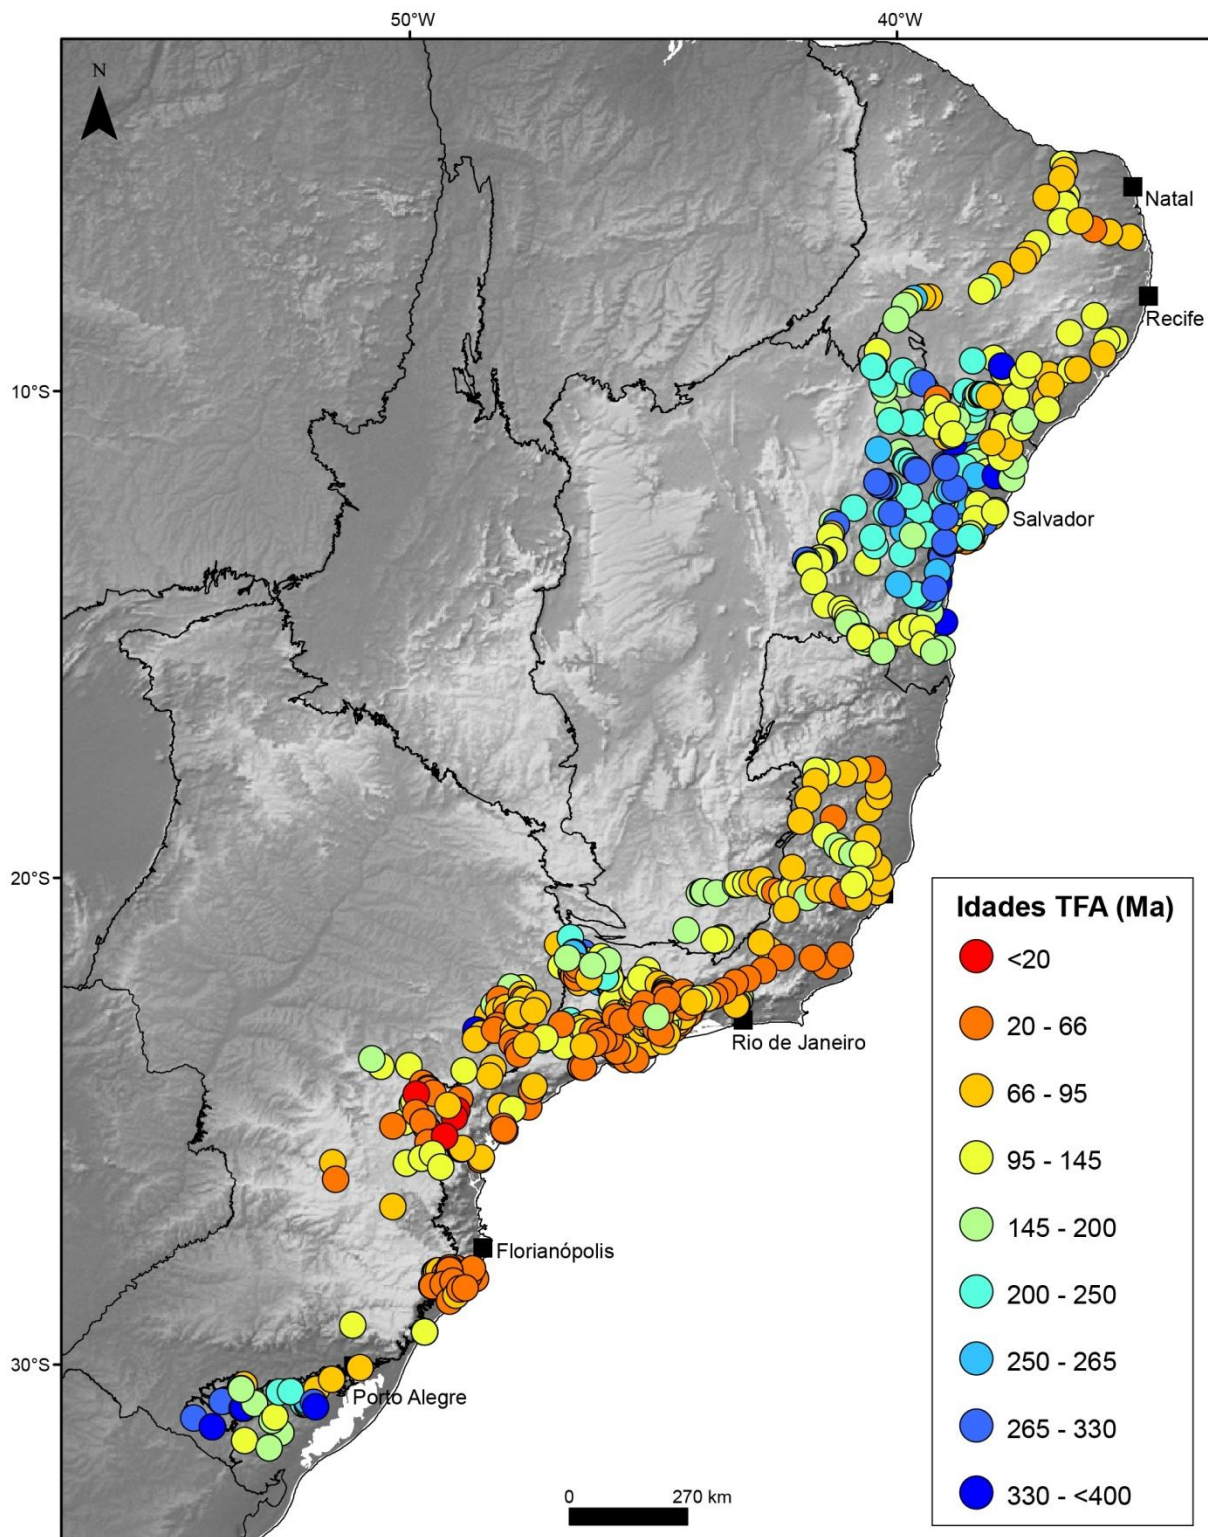 50°W
40°W
N
Natal
Recife
10°S
Salvador
20°S
Idades TFA (Ma)
<20
20 - 66
Rio de Janeiro
66 - 95
95 - 145
145 - 200
Florianópolis
200 - 250
250 - 265
30°S
Porto Alegre
265 - 330
0 270 km
330 - <400